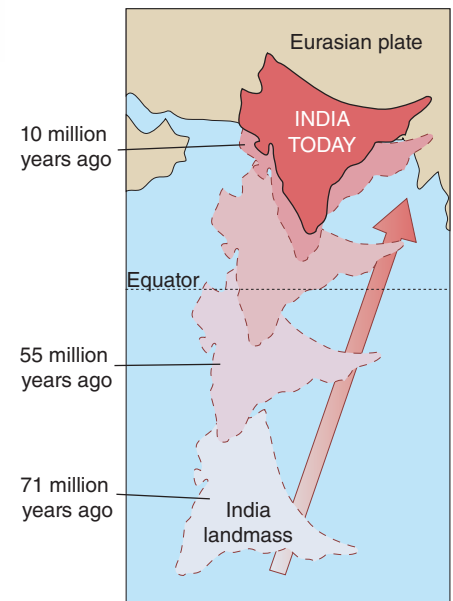 Eurasian plate
INDIA
TODAY
10 million
years ago
Equator
55 million
years ago
71 million
years ago
India
landmass